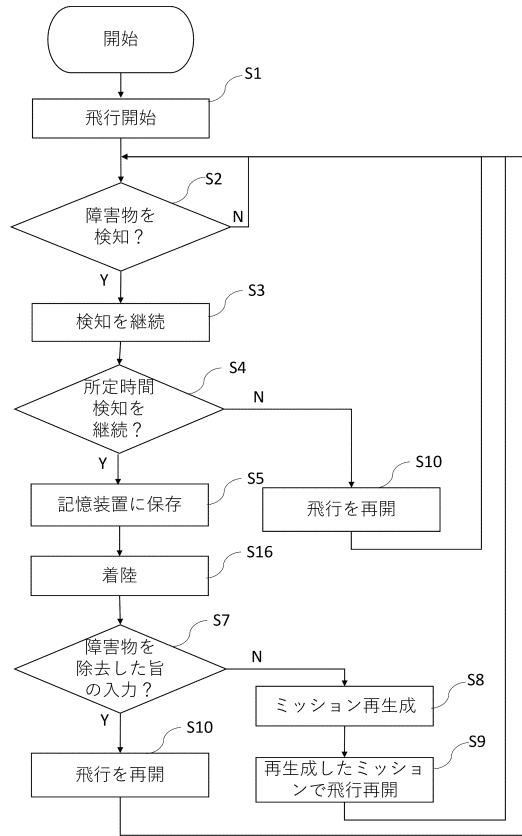 開始
S1
飛行開始
S2
障害物を
検知？
N
Y
S3
検知を継続
S4
所定時間
検知を
継続？
N
Y
S5
記憶装置に保存
S10
飛行を再開
S16
着陸
S7
障害物を
除去した旨
の入力？
N
Y
S8
ミッション再生成
S10
飛行を再開
S9
再生成したミッショ
ンで飛行再開